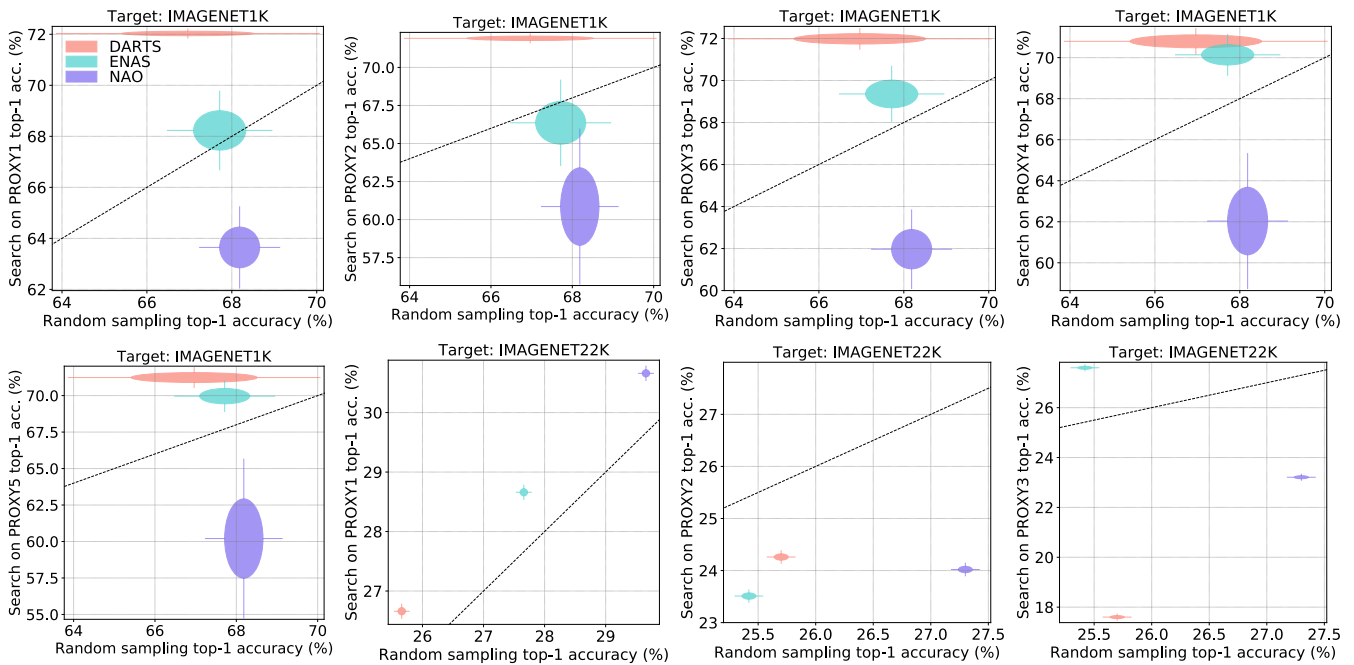 Target: IMAGENET1K
Search on PROXY1 top-1 acc. (%)
72
70
68
66
64
62
DARTS
ENAS
NAO
64 66 68 70
Random sampling top-1 accuracy (%)
Target: IMAGENET1K
Search on PROXY2 top-1 acc. (%)
70.0
67.5
65.0
62.5
60.0
57.5
64 66 68 70
Random sampling top-1 accuracy (%)
Target: IMAGENET1K
Search on PROXY3 top-1 acc. (%)
72
70
68
66
64
62
60
64 66 68 70
Random sampling top-1 accuracy (%)
Target: IMAGENET1K
Search on PROXY4 top-1 acc. (%)
70
68
66
64
62
60
64 66 68 70
Random sampling top-1 accuracy (%)
Target: IMAGENET1K
Search on PROXY5 top-1 acc. (%)
70.0
67.5
65.0
62.5
60.0
57.5
55.0
64 66 68 70
Random sampling top-1 accuracy (%)
Target: IMAGENET22K
Search on PROXY1 top-1 acc. (%)
31
30
29
28
27
26 27 28 29
Random sampling top-1 accuracy (%)
Target: IMAGENET22K
Search on PROXY2 top-1 acc. (%)
27
26
25
24
23
25.5 26.0 26.5 27.0 27.5
Random sampling top-1 accuracy (%)
Target: IMAGENET22K
Search on PROXY3 top-1 acc. (%)
26
24
22
20
18
25.5 26.0 26.5 27.0 27.5
Random sampling top-1 accuracy (%)